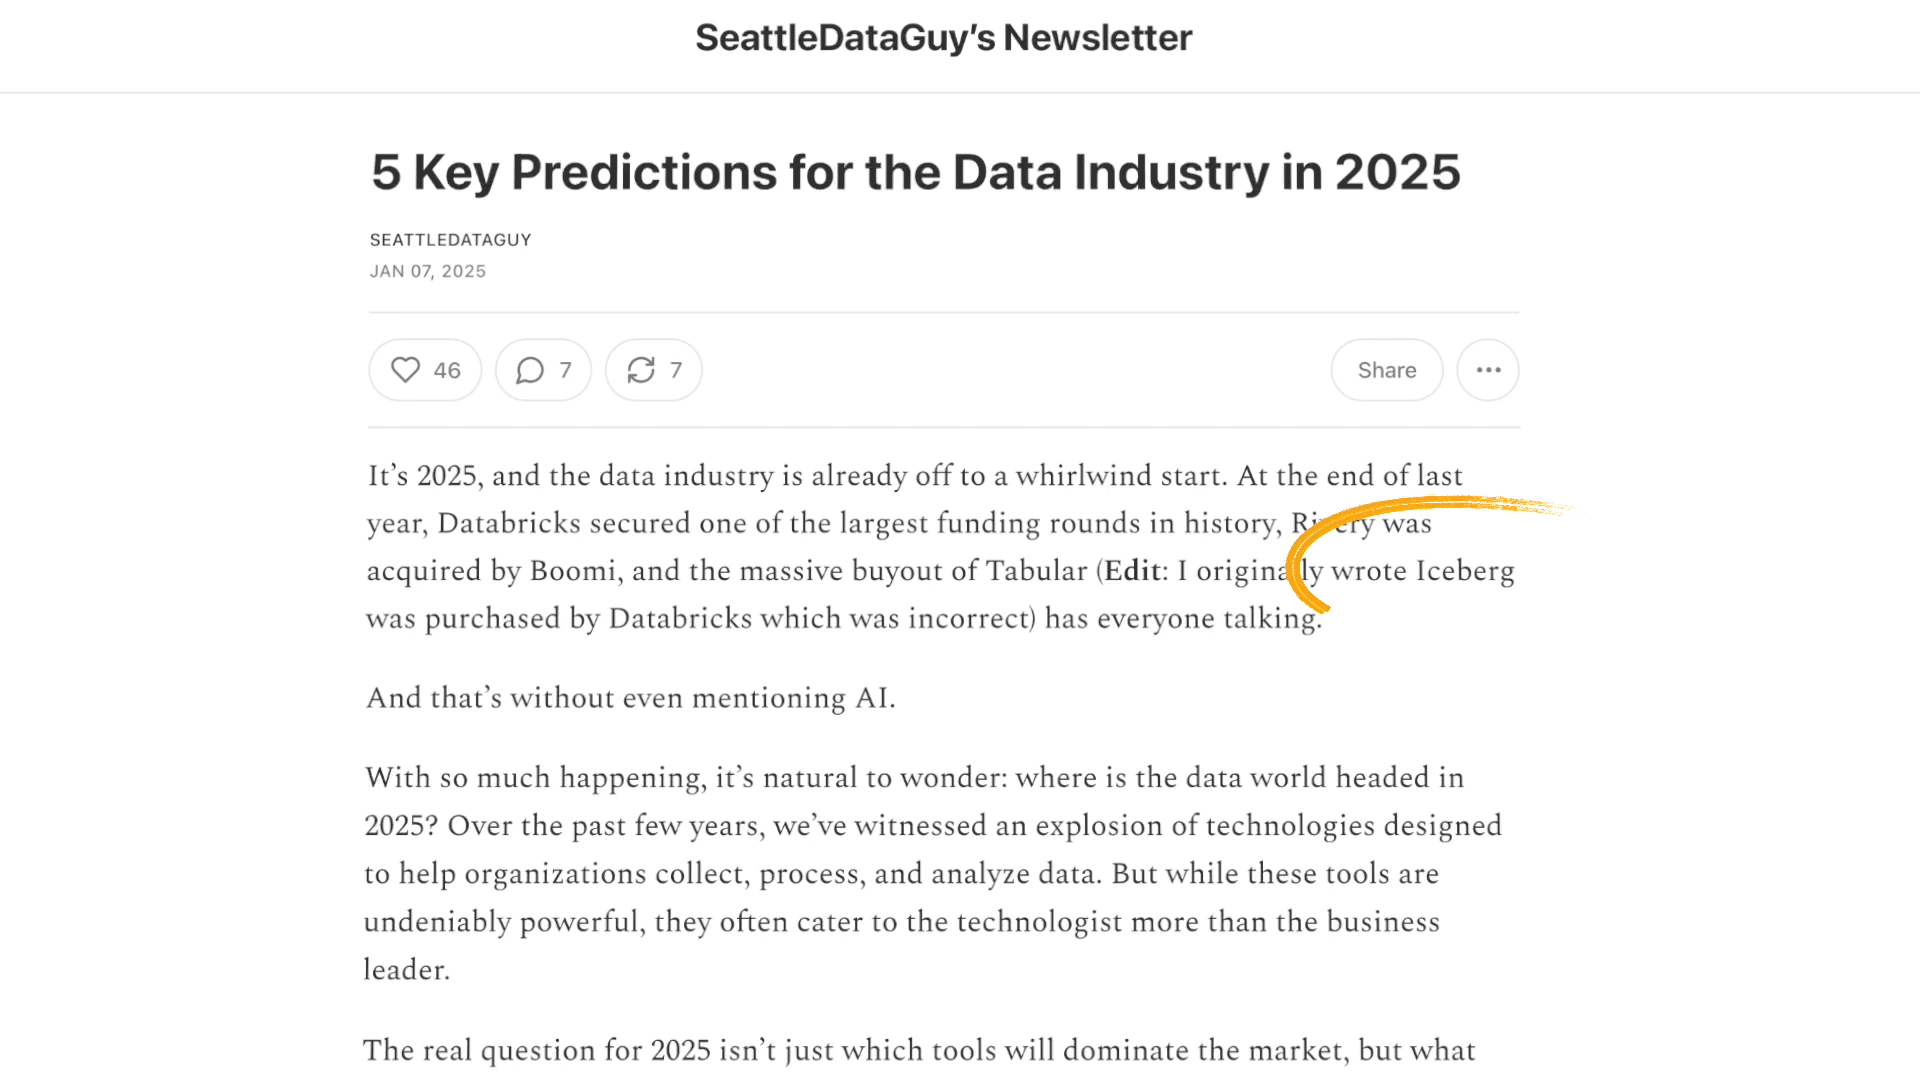 SeattleDataGuy's Newsletter
5 Key Predictions for the Data Industry in 2025
SEATTLEDATAGUY
JAN 07, 2025
46
7
7
Share
It’s 2025, and the data industry is already off to a whirlwind start. At the end of last
year, Databricks secured one of the largest funding rounds in history, Rivery was
acquired by Boomi, and the massive buyout of Tabular (Edit: I originally wrote Iceberg
was purchased by Databricks which was incorrect) has everyone talking.
And that’s without even mentioning AI.
With so much happening, it’s natural to wonder: where is the data world headed in
2025? Over the past few years, we’ve witnessed an explosion of technologies designed
to help organizations collect, process, and analyze data. But while these tools are
undeniably powerful, they often cater to the technologist more than the business
leader.
The real question for 2025 isn’t just which tools will dominate the market, but what